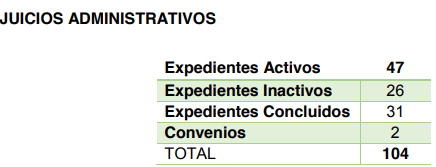 JUICIOS ADMINISTRATIVOS
Expedientes Activos 47
Expedientes Inactivos 26
Expedientes Concluidos 31
Convenios 2
TOTAL 104